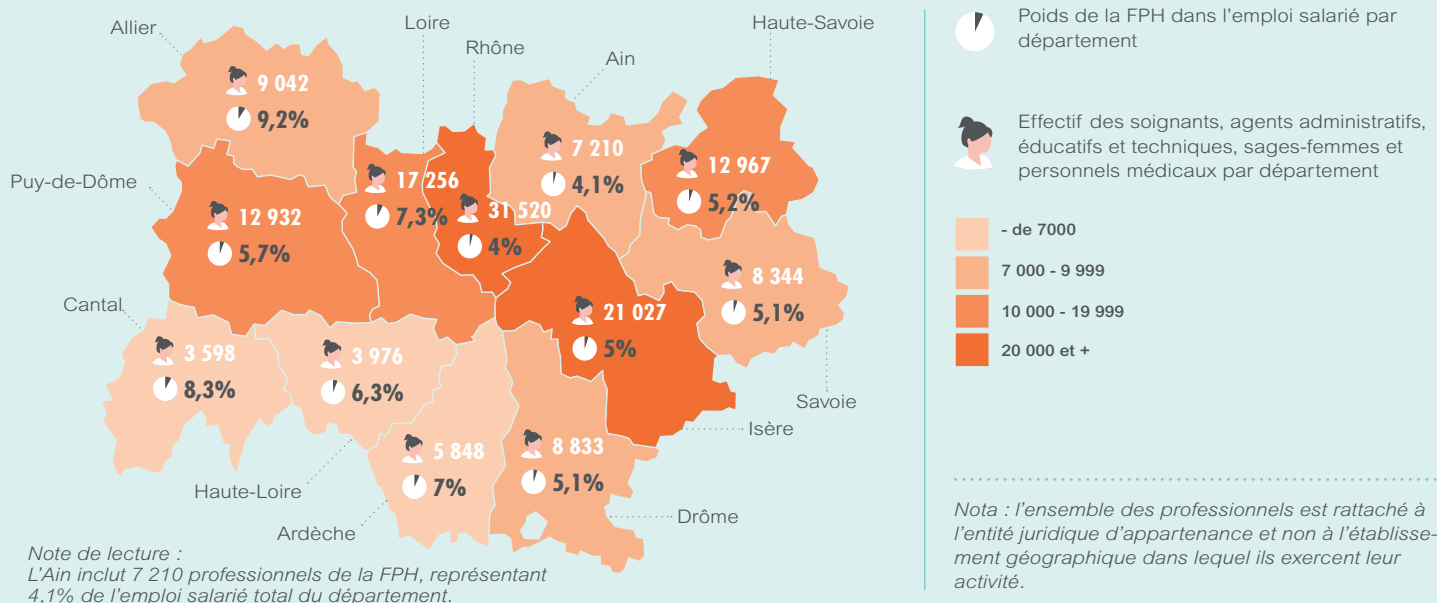 Allier
Loire
Rhône
Ain
Haute-Savoie
9 042
9,2%
7 210
4,1%
12 967
5,2%
17 256
7,3%
31 520
4%
Puy-de-Dôme
12 932
5,7%
8 344
5,1%
21 027
5%
Cantal
3 598
8,3%
3 976
6,3%
Savoie
Isère
5 848
7%
8 833
5,1%
Haute-Loire
Ardèche
Drôme
Note de lecture :
L'Ain inclut 7 210 professionnels de la FPH, représentant
4,1% de l'emploi salarié total du département.
Poids de la FPH dans l'emploi salarié par
département
Effectif des soignants, agents administratifs,
éducatifs et techniques, sages-femmes et
personnels médicaux par département
- de 7000
7 000 - 9 999
10 000 - 19 999
20 000 et +
Nota : l'ensemble des professionnels est rattaché à
l'entité juridique d'appartenance et non à l'établisse-
ment géographique dans lequel ils exercent leur
activité.